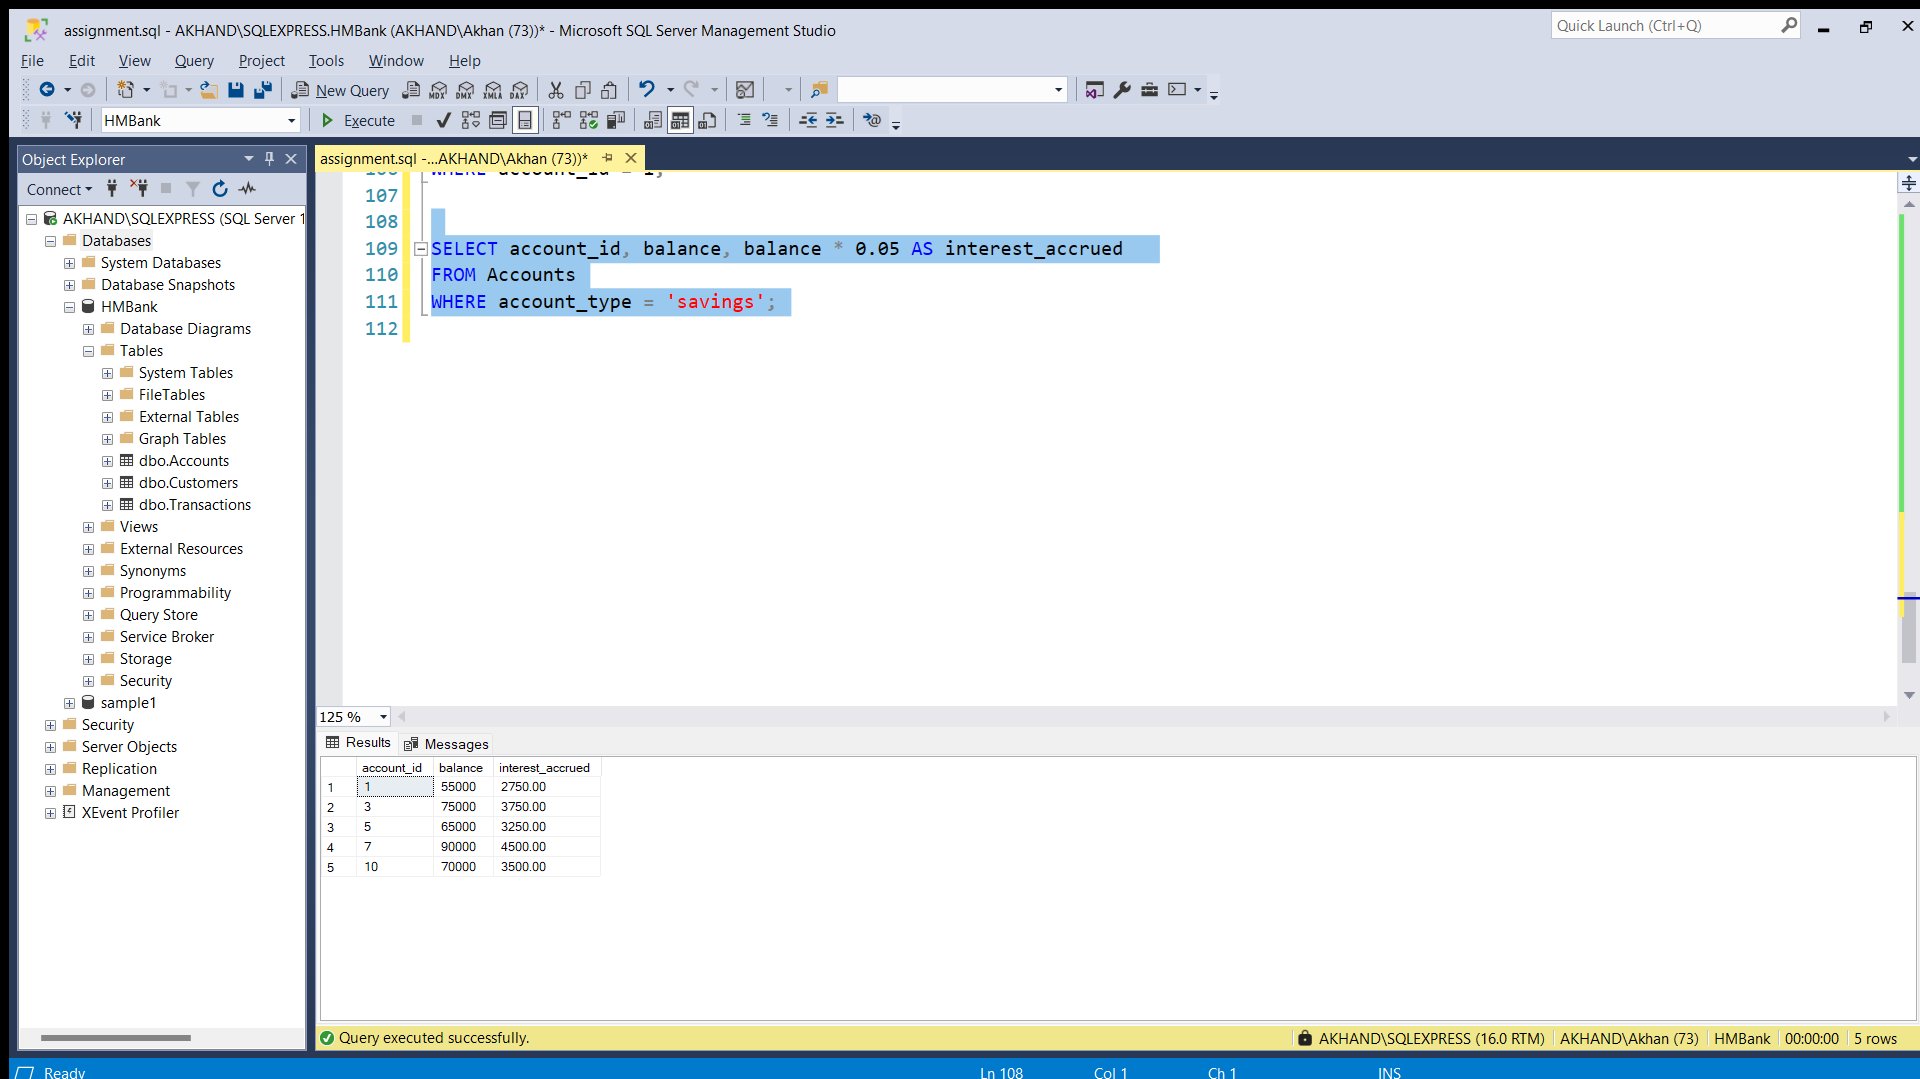 assignment.sql - AKHAND\SQLEXPRESS.HMBank (AKHAND\Akhan (73))* - Microsoft SQL Server Management Studio
Quick Launch (Ctrl+Q)
File Edit View Query Project Tools Window Help
New Query MDX DMX XMLA DAX
HMBank Execute
Object Explorer
Connect
AKHAND\SQLEXPRESS (SQL Server 1
Databases
System Databases
Database Snapshots
HMBank
Database Diagrams
Tables
System Tables
FileTables
External Tables
Graph Tables
dbo.Accounts
dbo.Customers
dbo.Transactions
Views
External Resources
Synonyms
Programmability
Query Store
Service Broker
Storage
Security
sample1
Security
Server Objects
Replication
Management
XEvent Profiler
assignment.sql -...AKHAND\Akhan (73))*
106 WHERE account_id = 1;
107
108
109 SELECT account_id, balance, balance * 0.05 AS interest_accrued
110 FROM Accounts
111 WHERE account_type = 'savings';
112
125 %
Results Messages
account_id balance interest_accrued
1 1 55000 2750.00
2 3 75000 3750.00
3 5 65000 3250.00
4 7 90000 4500.00
5 10 70000 3500.00
Query executed successfully. AKHAND\SQLEXPRESS (16.0 RTM) AKHAND\Akhan (73) HMBank 00:00:00 5 rows
Ready Ln 108 Col 1 Ch 1 INS